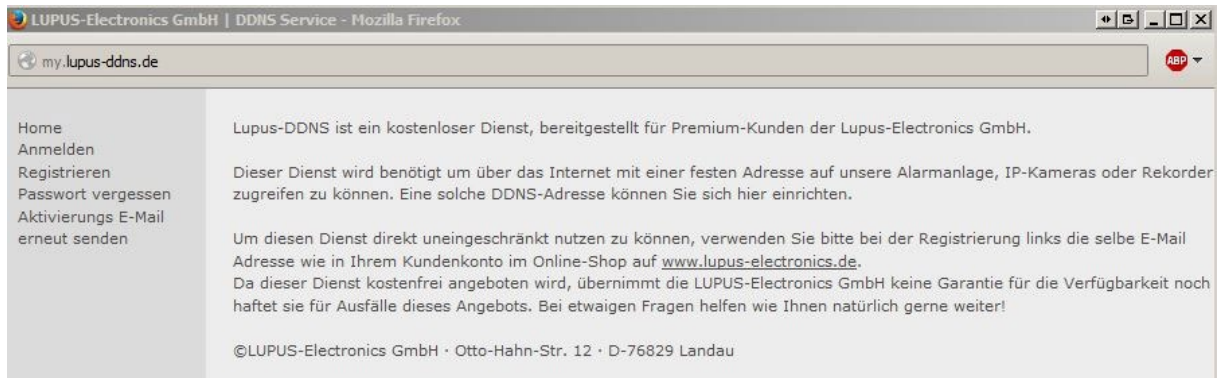 LUPUS-Electronics GmbH | DDNS Service - Mozilla Firefox
my.lupus-ddns.de
ABP
Home
Anmelden
Registrieren
Passwort vergessen
Aktivierungs E-Mail
erneut senden
Lupus-DDNS ist ein kostenloser Dienst, bereitgestellt für Premium-Kunden der Lupus-Electronics GmbH.
Dieser Dienst wird benötigt um über das Internet mit einer festen Adresse auf unsere Alarmanlage, IP-Kameras oder Rekorder
zugreifen zu können. Eine solche DDNS-Adresse können Sie sich hier einrichten.
Um diesen Dienst direkt uneingeschränkt nutzen zu können, verwenden Sie bitte bei der Registrierung links die selbe E-Mail
Adresse wie in Ihrem Kundenkonto im Online-Shop auf www.lupus-electronics.de.
Da dieser Dienst kostenfrei angeboten wird, übernimmt die LUPUS-Electronics GmbH keine Garantie für die Verfügbarkeit noch
haftet sie für Ausfälle dieses Angebots. Bei etwaigen Fragen helfen wie Ihnen natürlich gerne weiter!
©LUPUS-Electronics GmbH · Otto-Hahn-Str. 12 · D-76829 Landau